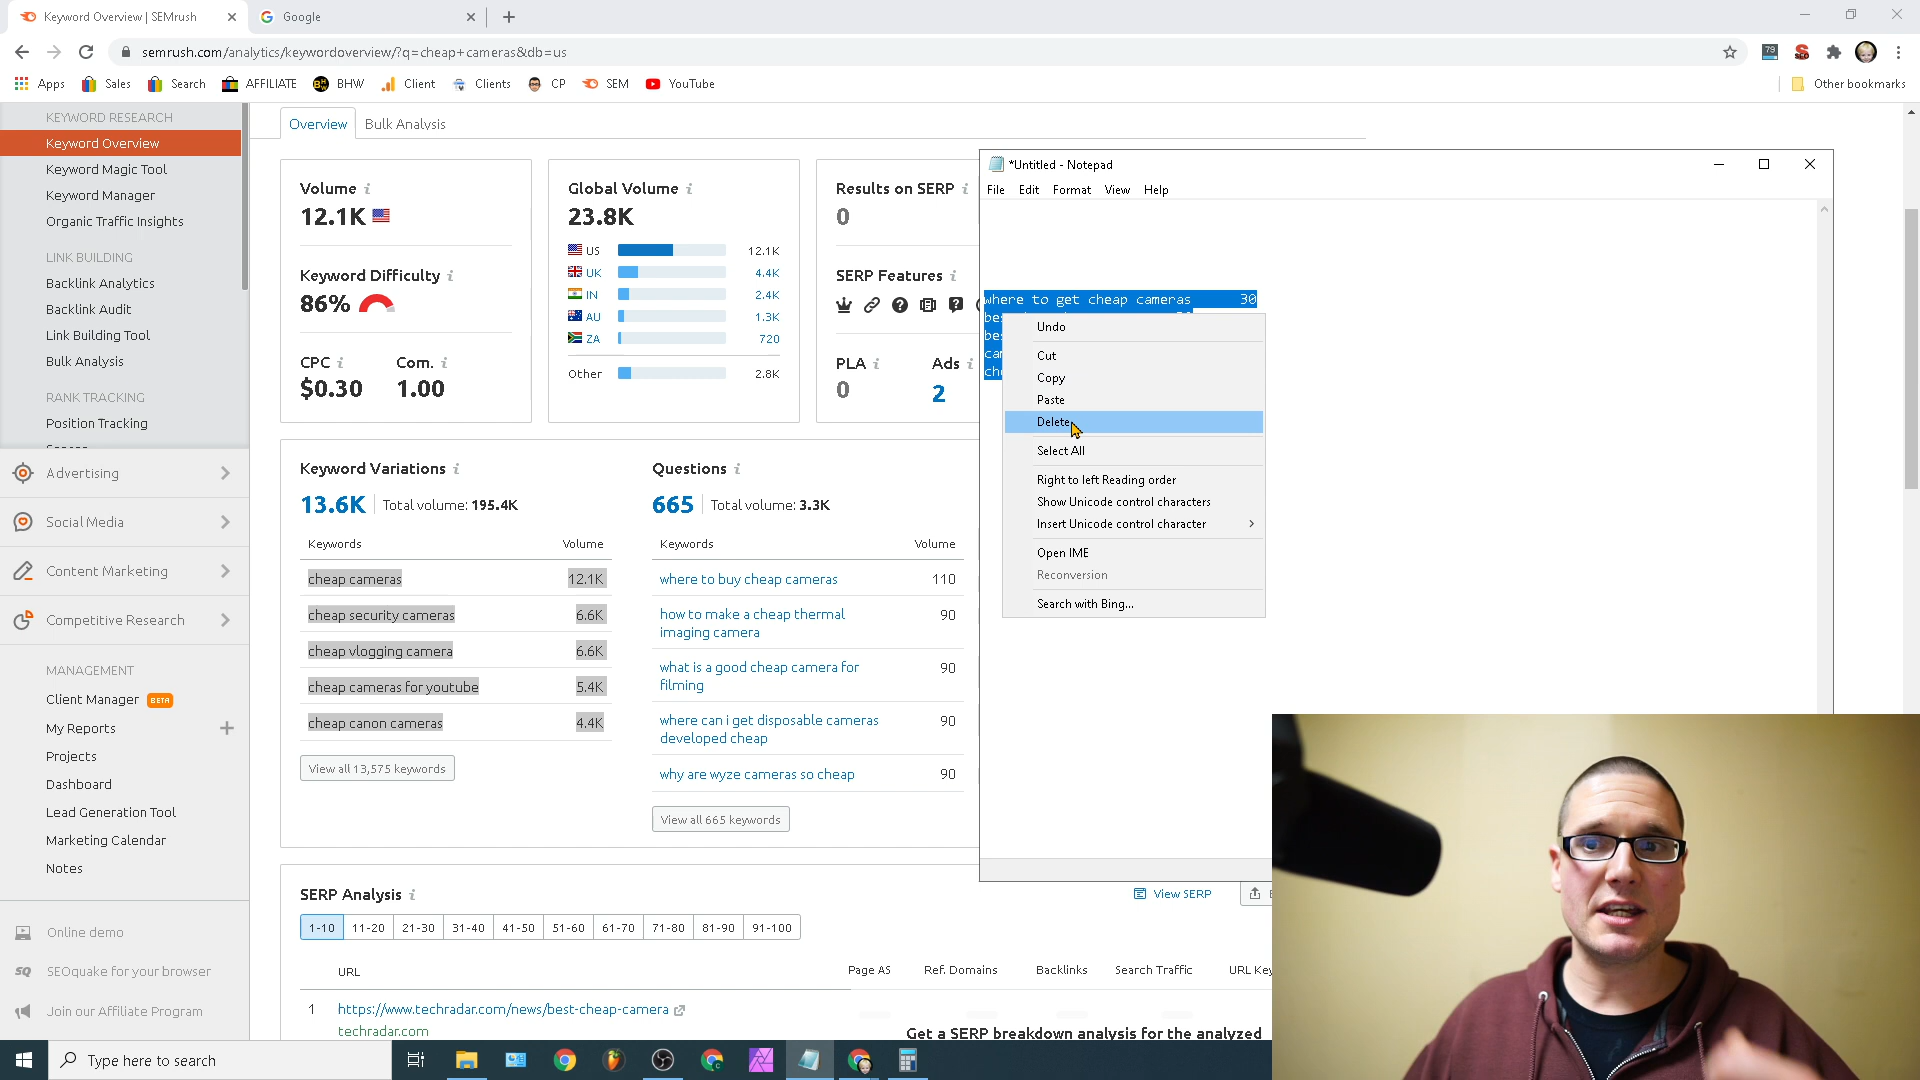 Keyword Overview | SEMrush
Google
semrush.com/analytics/keywordoverview/?q=cheap+cameras&db=us
79
SEO
Apps
Sales
Search
AFFILIATE
BHW
Client
Clients
CP
SEM
YouTube
Other bookmarks
KEYWORD RESEARCH
Keyword Overview
Keyword Magic Tool
Keyword Manager
Organic Traffic Insights
LINK BUILDING
Backlink Analytics
Backlink Audit
Link Building Tool
Bulk Analysis
RANK TRACKING
Position Tracking
Advertising
Social Media
Content Marketing
Competitive Research
MANAGEMENT
Client Manager BETA
My Reports
Projects
Dashboard
Lead Generation Tool
Marketing Calendar
Notes
Online demo
SQ SEOquake for your browser
Join our Affiliate Program
Overview
Bulk Analysis
Volume i
12.1K
Keyword Difficulty i
86%
CPC i
$0.30
Com. i
1.00
Global Volume i
23.8K
US 12.1K
UK 4.4K
IN 2.4K
AU 1.3K
ZA 720
Other 2.8K
Results on SERP i
0
SERP Features i
PLA i
0
Ads i
2
Keyword Variations i
13.6K Total volume: 195.4K
Keywords Volume
cheap cameras 12.1K
cheap security cameras 6.6K
cheap vlogging camera 6.6K
cheap cameras for youtube 5.4K
cheap canon cameras 4.4K
View all 13,575 keywords
Questions i
665 Total volume: 3.3K
Keywords Volume
where to buy cheap cameras 110
how to make a cheap thermal 90
imaging camera
what is a good cheap camera for 90
filming
where can i get disposable cameras 90
developed cheap
why are wyze cameras so cheap 90
View all 665 keywords
SERP Analysis i
View SERP
1-10 11-20 21-30 31-40 41-50 51-60 61-70 71-80 81-90 91-100
URL Page AS Ref. Domains Backlinks Search Traffic URL Key
1 https://www.techradar.com/news/best-cheap-camera
techradar.com
Get a SERP breakdown analysis for the analyzed
*Untitled - Notepad
File Edit Format View Help
where to get cheap cameras 30
Undo
Cut
Copy
Paste
Delete
Select All
Right to left Reading order
Show Unicode control characters
Insert Unicode control character
Open IME
Reconversion
Search with Bing...
Type here to search